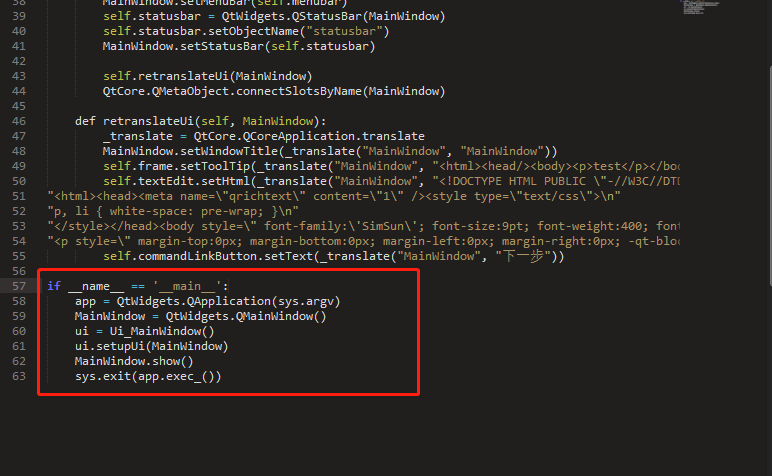 38 MainWindow.setMenuBar(self.menubar)
39 self.statusbar = QtWidgets.QStatusBar(MainWindow)
40 self.statusbar.setObjectName("statusbar")
41 MainWindow.setStatusBar(self.statusbar)
42
43 self.retranslateUi(MainWindow)
44 QtCore.QMetaObject.connectSlotsByName(MainWindow)
45
46 def retranslateUi(self, MainWindow):
47 _translate = QtCore.QCoreApplication.translate
48 MainWindow.setWindowTitle(_translate("MainWindow", "MainWindow"))
49 self.frame.setToolTip(_translate("MainWindow", "<html><head/><body><p>test</p></bo
50 self.textEdit.setHtml(_translate("MainWindow", "<!DOCTYPE HTML PUBLIC \"-//W3C//DTD
51 "<html><head><meta name=\"qrichtext\" content=\"1\" /><style type=\"text/css\">\n"
52 "p, li { white-space: pre-wrap; }\n"
53 "</style></head><body style=\" font-family:\'SimSun\'; font-size:9pt; font-weight:400; font
54 "<p style=\" margin-top:0px; margin-bottom:0px; margin-left:0px; margin-right:0px; -qt-bloc
55 self.commandLinkButton.setText(_translate("MainWindow", "下一步"))
56
57 if __name__ == '__main__':
58 app = QtWidgets.QApplication(sys.argv)
59 MainWindow = QtWidgets.QMainWindow()
60 ui = Ui_MainWindow()
61 ui.setupUi(MainWindow)
62 MainWindow.show()
63 sys.exit(app.exec_())